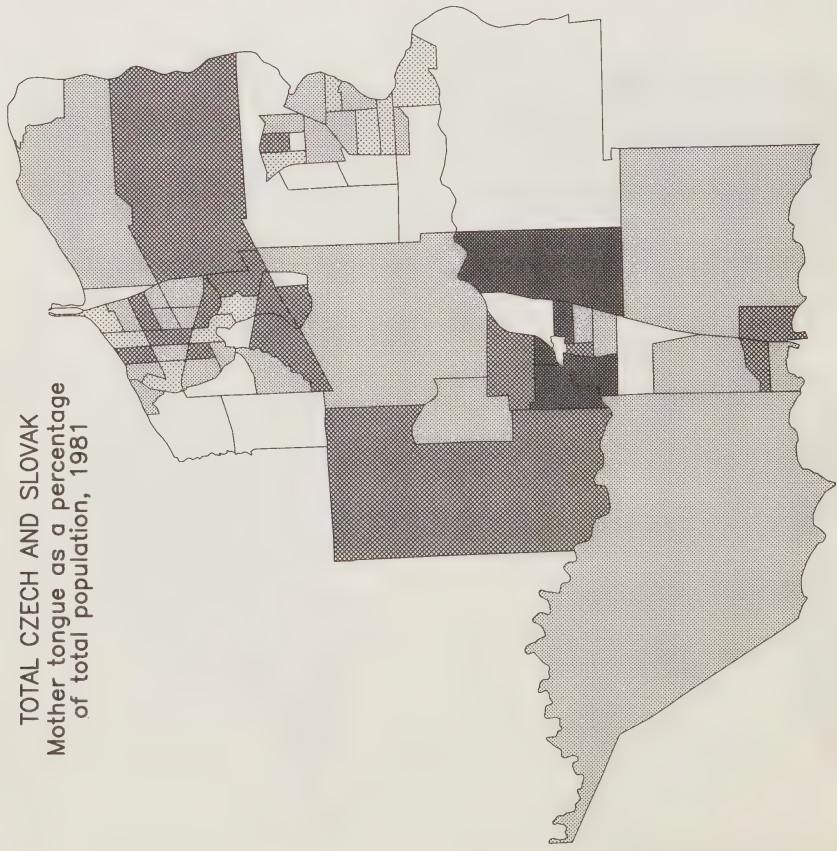 TOTAL CZECH AND SLOVAK
Mother tongue as a percentage
of total population, 1981